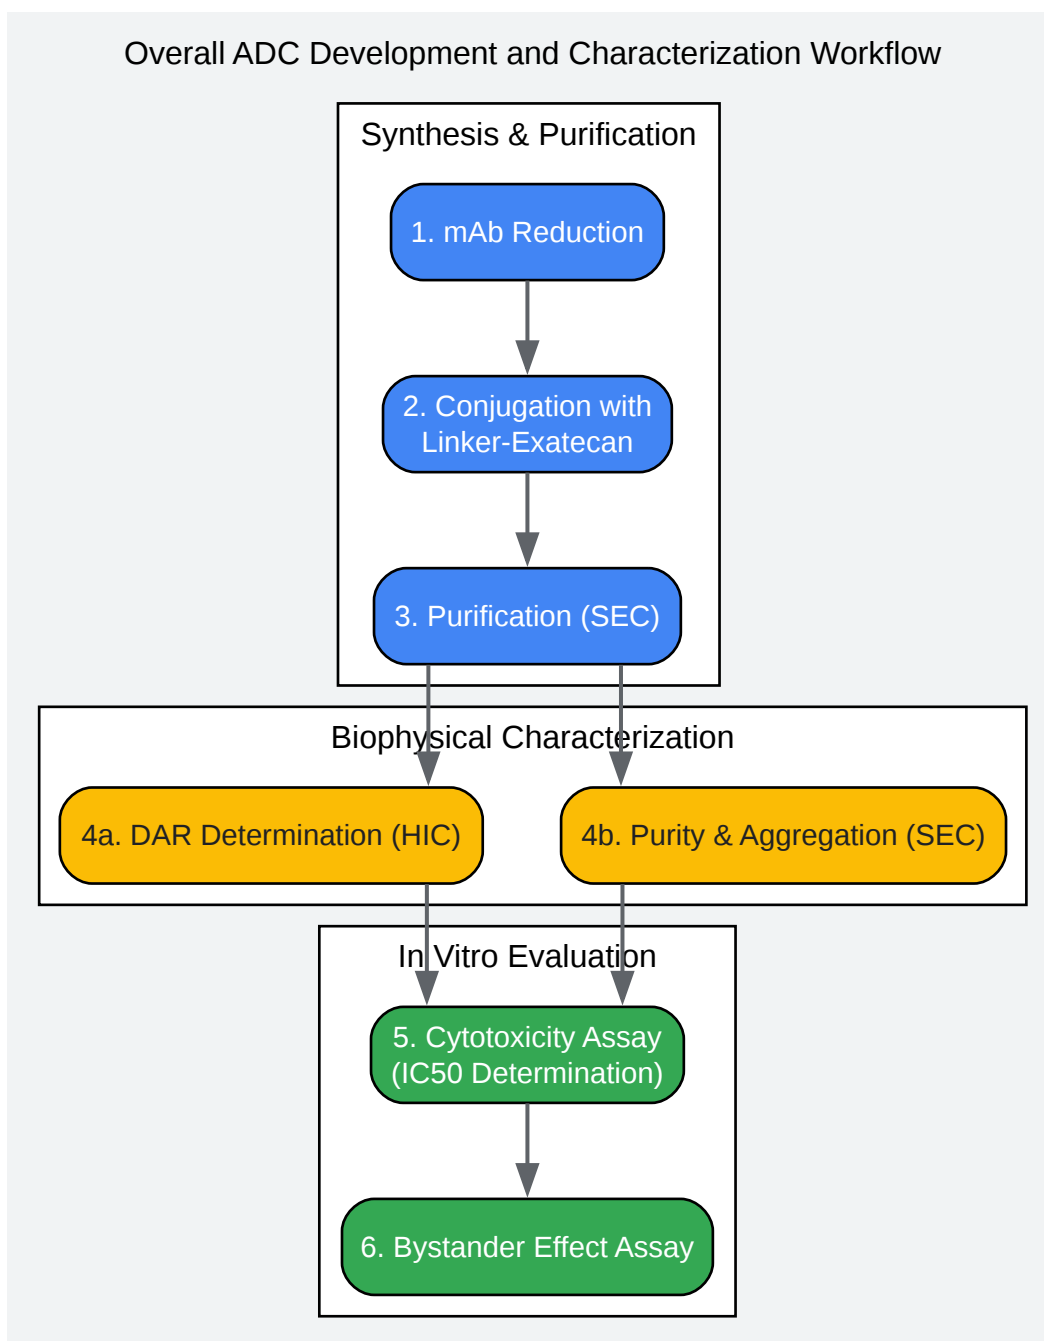 Overall ADC Development and Characterization Workflow
Synthesis & Purification
1. mAb Reduction
2. Conjugation with
Linker-Exatecan
3. Purification (SEC)
Biophysical Characterization
4a. DAR Determination (HIC)
4b. Purity & Aggregation (SEC)
In Vitro Evaluation
5. Cytotoxicity Assay
(IC50 Determination)
6. Bystander Effect Assay